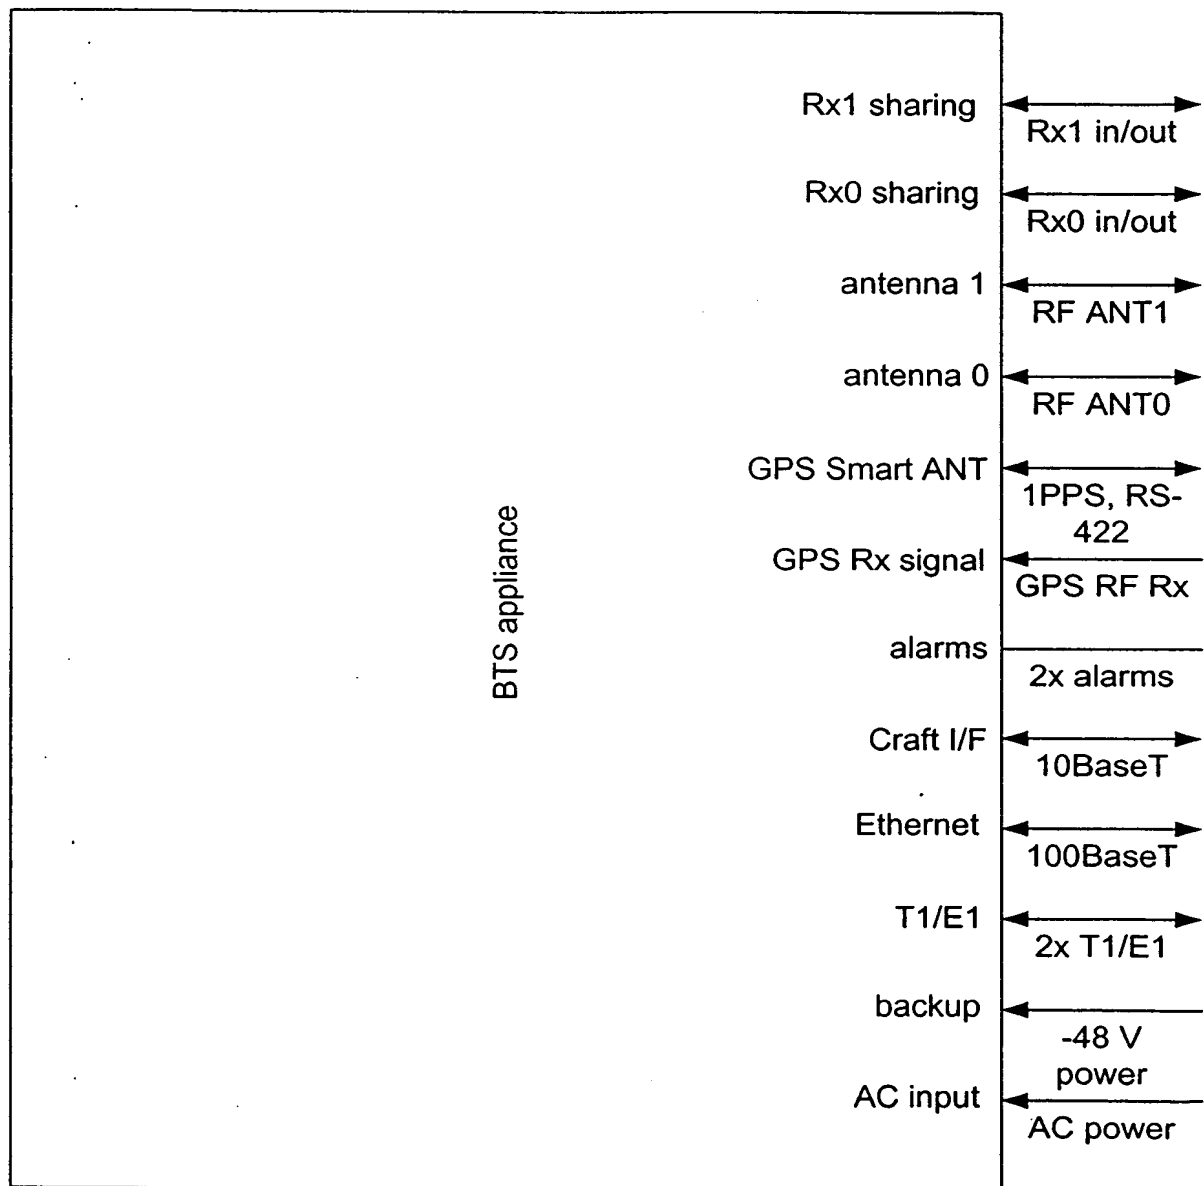 Rx1 sharing
Rx1 in/out
Rx0 sharing
Rx0 in/out
antenna 1
RF ANT1
antenna 0
RF ANT0
GPS Smart ANT
1PPS, RS-
422
GPS Rx signal
GPS RF Rx
alarms
2x alarms
Craft I/F
10BaseT
Ethernet
100BaseT
T1/E1
2x T1/E1
backup
-48 V
power
AC input
AC power
BTS appliance